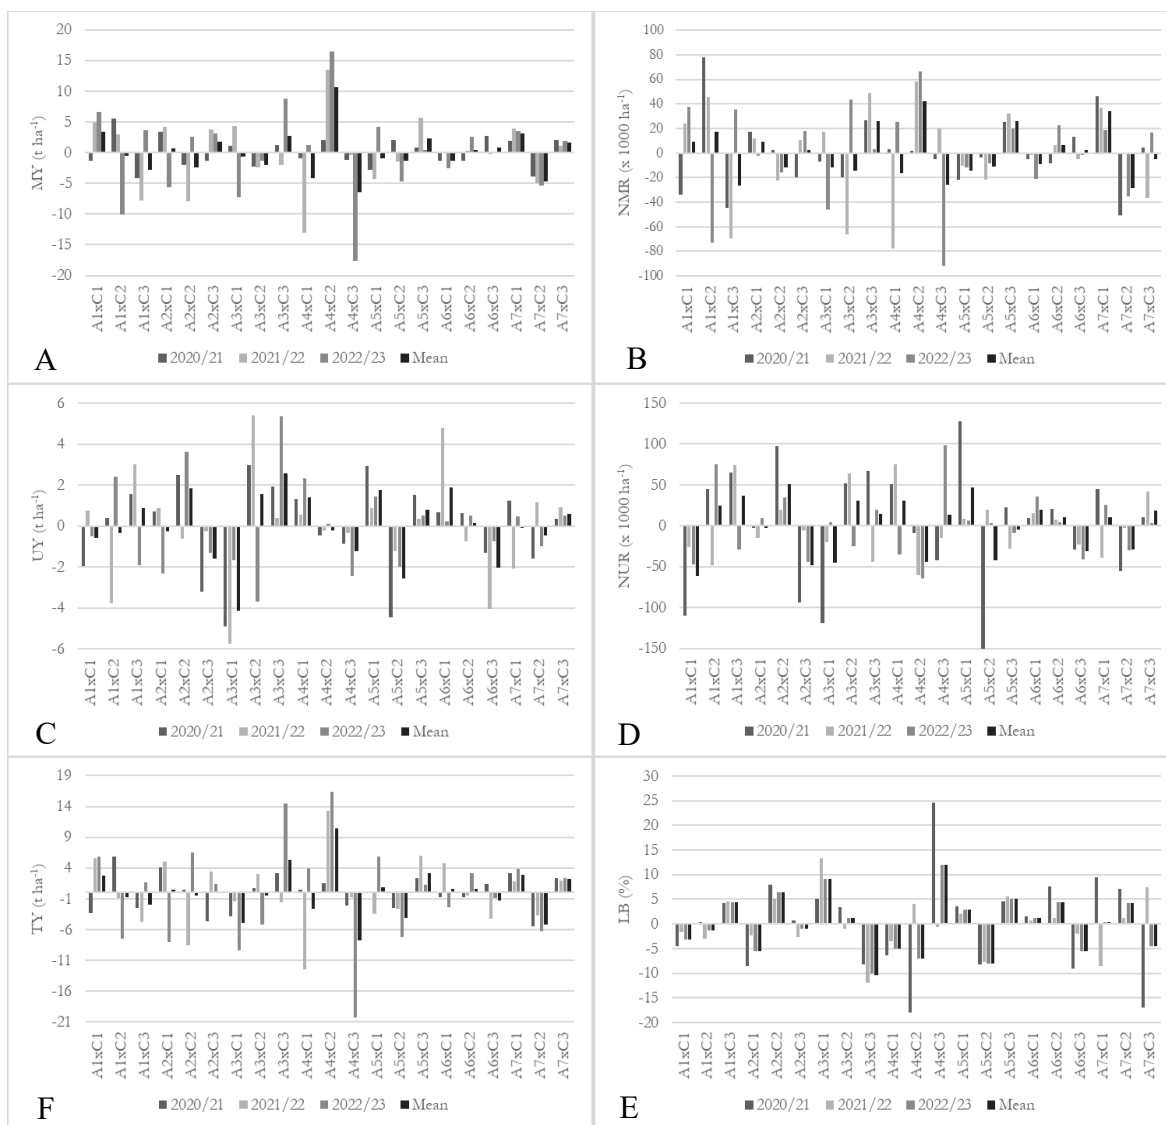 20
15
10
5
0
-5
-10
-15
-20
MY (t ha-1)
A1xC1 A1xC2 A1xC3 A2xC1 A2xC2 A2xC3 A3xC1 A3xC2 A3xC3 A4xC1 A4xC2 A4xC3 A5xC1 A5xC2 A5xC3 A6xC1 A6xC2 A6xC3 A7xC1 A7xC2 A7xC3
2020/21 2021/22 2022/23 Mean
A
100
80
60
40
20
0
-20
-40
-60
-80
-100
NMR (x 1000 ha-1)
A1xC1 A1xC2 A1xC3 A2xC1 A2xC2 A2xC3 A3xC1 A3xC2 A3xC3 A4xC1 A4xC2 A4xC3 A5xC1 A5xC2 A5xC3 A6xC1 A6xC2 A6xC3 A7xC1 A7xC2 A7xC3
2020/21 2021/22 2022/23 Mean
B
6
4
2
0
-2
-4
-6
UY (t ha-1)
A1xC1 A1xC2 A1xC3 A2xC1 A2xC2 A2xC3 A3xC1 A3xC2 A3xC3 A4xC1 A4xC2 A4xC3 A5xC1 A5xC2 A5xC3 A6xC1 A6xC2 A6xC3 A7xC1 A7xC2 A7xC3
2020/21 2021/22 2022/23 Mean
C
150
100
50
0
-50
-100
-150
NUR (x 1000 ha-1)
A1xC1 A1xC2 A1xC3 A2xC1 A2xC2 A2xC3 A3xC1 A3xC2 A3xC3 A4xC1 A4xC2 A4xC3 A5xC1 A5xC2 A5xC3 A6xC1 A6xC2 A6xC3 A7xC1 A7xC2 A7xC3
2020/21 2021/22 2022/23 Mean
D
19
14
9
4
-1
-6
-11
-16
-21
TY (t ha-1)
A1xC1 A1xC2 A1xC3 A2xC1 A2xC2 A2xC3 A3xC1 A3xC2 A3xC3 A4xC1 A4xC2 A4xC3 A5xC1 A5xC2 A5xC3 A6xC1 A6xC2 A6xC3 A7xC1 A7xC2 A7xC3
2020/21 2021/22 2022/23 Mean
F
30
25
20
15
10
5
0
-5
-10
-15
-20
LB (%)
A1xC1 A1xC2 A1xC3 A2xC1 A2xC2 A2xC3 A3xC1 A3xC2 A3xC3 A4xC1 A4xC2 A4xC3 A5xC1 A5xC2 A5xC3 A6xC1 A6xC2 A6xC3 A7xC1 A7xC2 A7xC3
2020/21 2021/22 2022/23 Mean
E